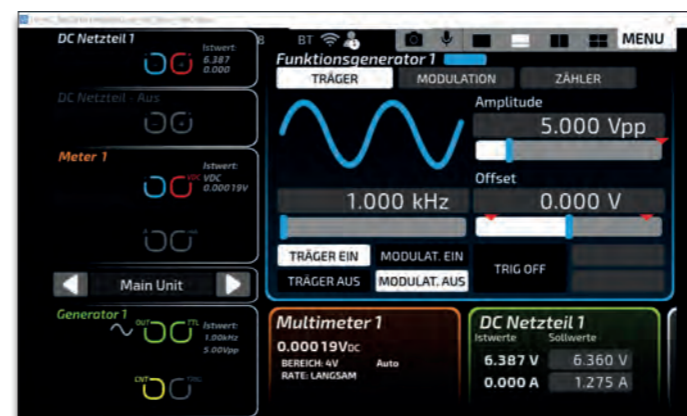 B BT MENU
DC Netzteil 1
Istwert:
6.387
0.000
DC Netzteil - Aus
Meter 1
Istwert:
VDC VDC
0.00019V
A
Main Unit
Generator 1
OUT TTL Istwert:
1.00kHz
5.00Vpp
CNT TRIG
Funktionsgenerator 1
TRÄGER MODULATION ZÄHLER
Amplitude
5.000 Vpp
Offset
1.000 kHz 0.000 V
TRÄGER EIN MODULAT. EIN TRIG OFF
TRÄGER AUS MODULAT. AUS
Multimeter 1
0.00019VDC
BEREICH: 4V Auto
RATE: LANGSAM
DC Netzteil 1
Istwerte Sollwerte
6.387 V 6.360 V
0.000 A 1.275 A